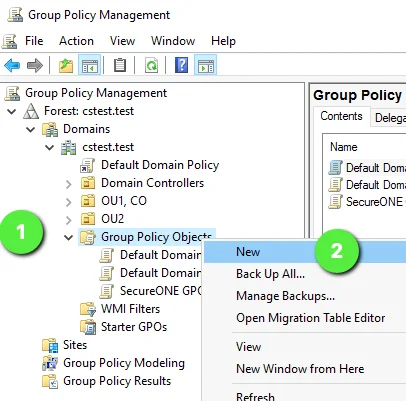 Group Policy Management
File Action View Window Help
Group Policy Management
Forest: cstest.test
Domains
cstest.test
Default Domain Policy
Domain Controllers
OU1, CO
OU2
1
Group Policy Objects
Default Domain
Default Domain
SecureONE GPO
WMI Filters
Starter GPOs
Sites
Group Policy Modeling
Group Policy Results
Group Policy
Contents Delega
Name
Default Doma
Default Doma
SecureONE GP
New
2
Back Up All...
Manage Backups...
Open Migration Table Editor
View
New Window from Here
Refresh